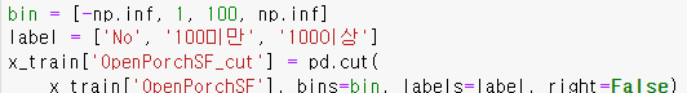 bin = [-np.inf, 1, 100, np.inf]
label = ['No', '100미만', '100이상']
x_train['OpenPorchSF_cut'] = pd.cut(
x_train['OpenPorchSF'], bins=bin, labels=label, right=False)